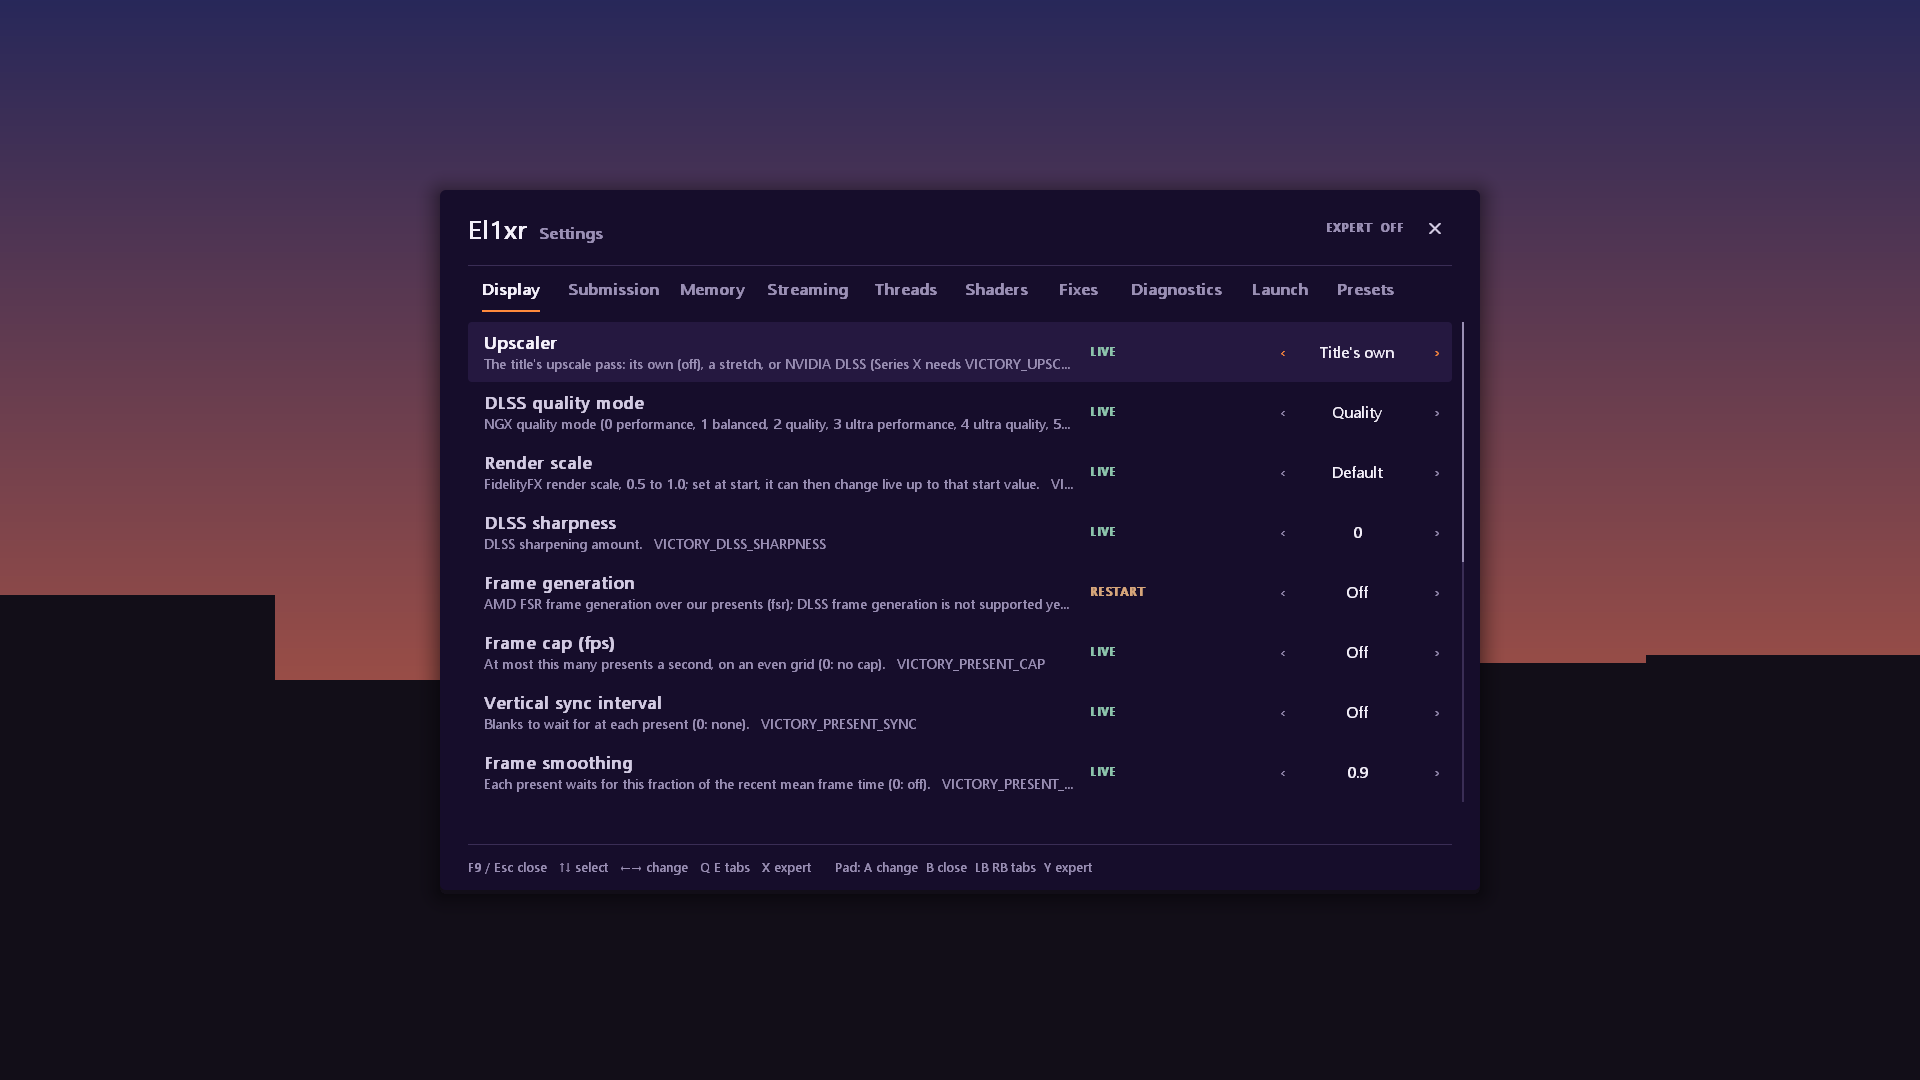 El1xr Settings EXPERT OFF ✕
Display Submission Memory Streaming Threads Shaders Fixes Diagnostics Launch Presets
Upscaler
The title's upscale pass: its own (off), a stretch, or NVIDIA DLSS (Series X needs VICTORY_UPSC...
LIVE
‹ Title's own ›
DLSS quality mode
NGX quality mode (0 performance, 1 balanced, 2 quality, 3 ultra performance, 4 ultra quality, 5...
LIVE
‹ Quality ›
Render scale
FidelityFX render scale, 0.5 to 1.0; set at start, it can then change live up to that start value. VI...
LIVE
‹ Default ›
DLSS sharpness
DLSS sharpening amount. VICTORY_DLSS_SHARPNESS
LIVE
‹ 0 ›
Frame generation
AMD FSR frame generation over our presents (fsr); DLSS frame generation is not supported ye...
RESTART
‹ Off ›
Frame cap (fps)
At most this many presents a second, on an even grid (0: no cap). VICTORY_PRESENT_CAP
LIVE
‹ Off ›
Vertical sync interval
Blanks to wait for at each present (0: none). VICTORY_PRESENT_SYNC
LIVE
‹ Off ›
Frame smoothing
Each present waits for this fraction of the recent mean frame time (0: off). VICTORY_PRESENT_...
LIVE
‹ 0.9 ›
F9 / Esc close ↑↓ select ←→ change Q E tabs X expert Pad: A change B close LB RB tabs Y expert